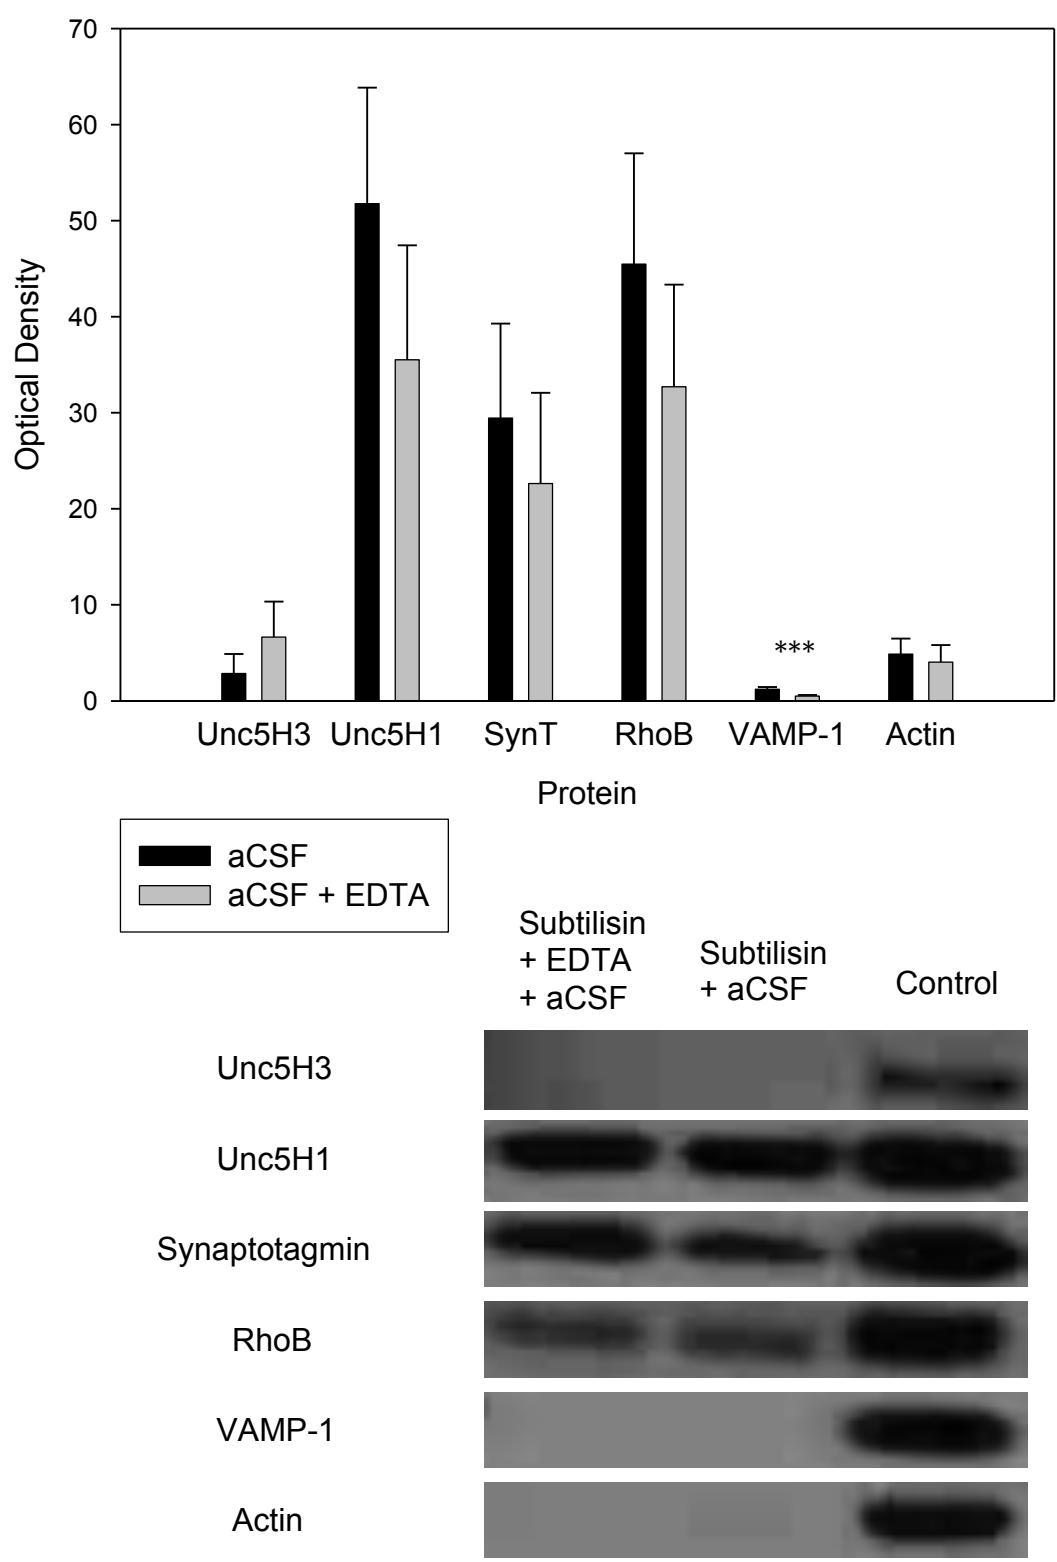 70
60
50
40
30
20
10
0
Optical Density
***
Unc5H3 Unc5H1 SynT RhoB VAMP-1 Actin
Protein
aCSF
aCSF + EDTA
Subtilisin
+ EDTA
+ aCSF
Subtilisin
+ aCSF
Control
Unc5H3
Unc5H1
Synaptotagmin
RhoB
VAMP-1
Actin